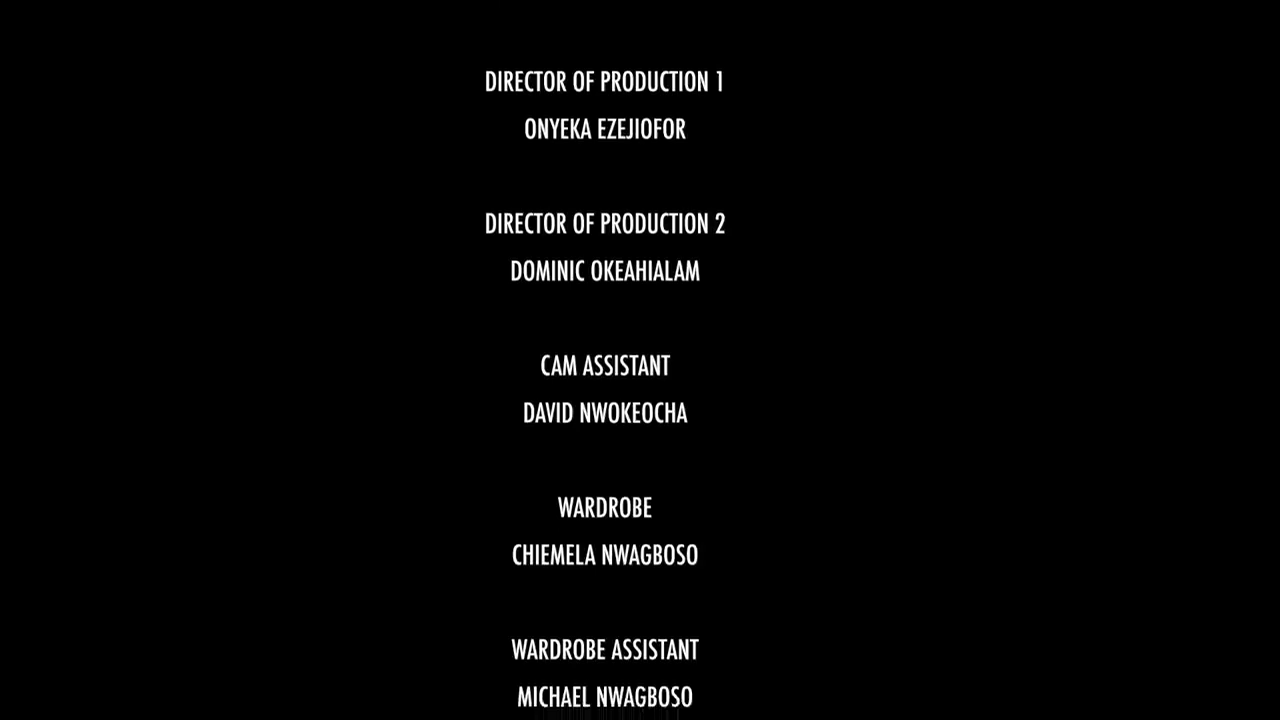 DIRECTOR OF PRODUCTION 1
ONYEKA EZEJIOFOR
DIRECTOR OF PRODUCTION 2
DOMINIC OKEAHIALAM
CAM ASSISTANT
DAVID NWOKEOCHA
WARDROBE
CHIEMELA NWAGBOSO
WARDROBE ASSISTANT
MICHAEL NWAGBOSO